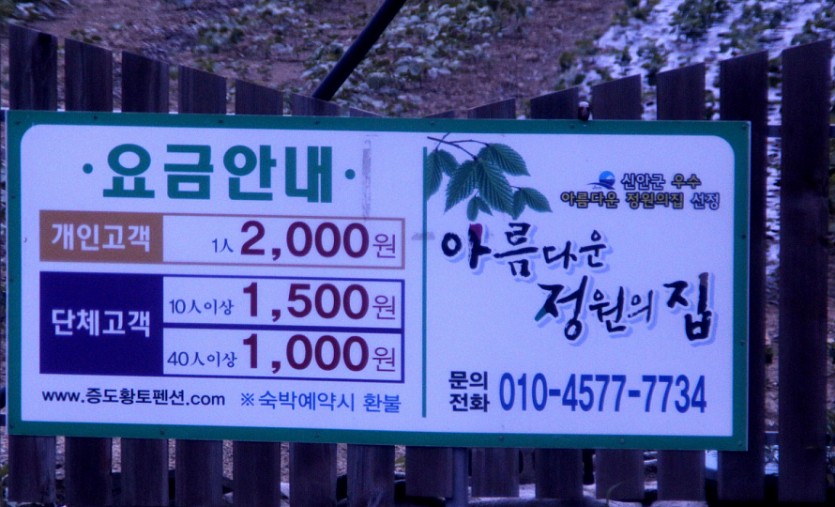 ·요금안내·
개인고객 1人 2,000원
단체고객 10人이상 1,500원
40人이상 1,000원
www.증도황토펜션.com ※숙박예약시 환불
신안군 우수
아름다운 정원의집 선정
아름다운
정원의 집
문의
전화 010-4577-7734